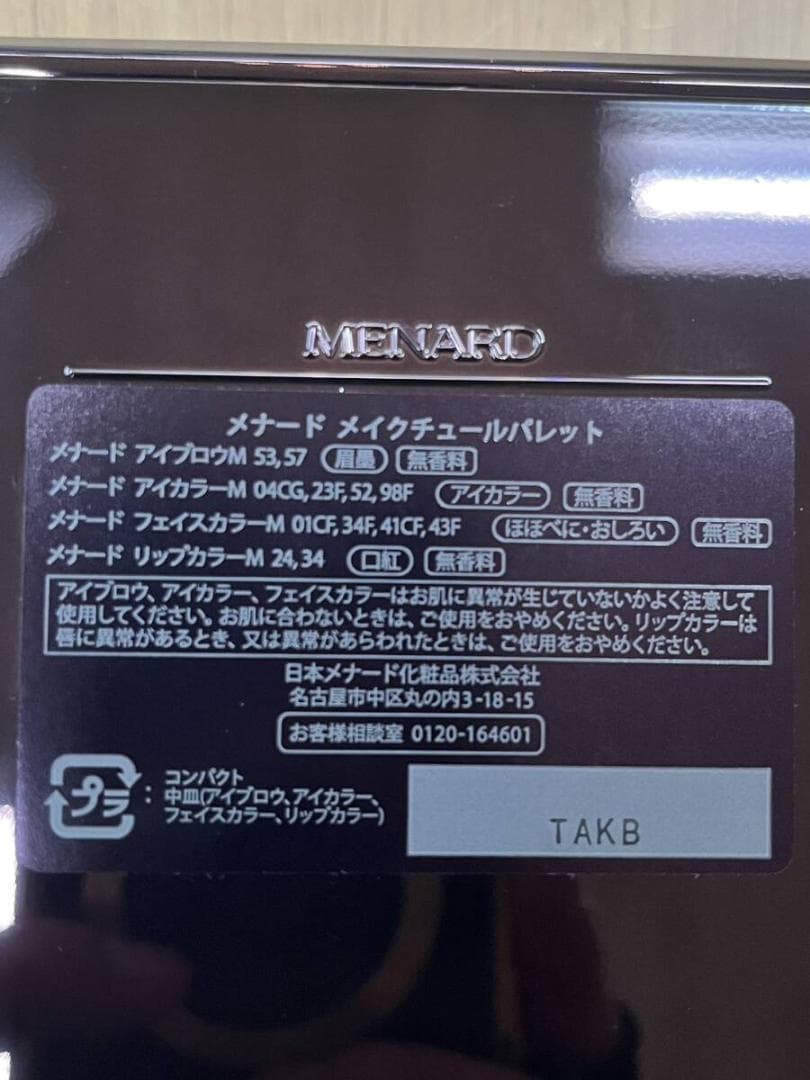 MENARD
メナード メイクチュールパレット
メナード アイブロウM 53,57 眉墨 無香料
メナード アイカラーM 04CG,23F,52,98F アイカラー 無香料
メナード フェイスカラーM 01CF,34F,41CF,43F ほほべに・おしろい 無香料
メナード リップカラーM 24,34 口紅 無香料
アイブロウ、アイカラー、フェイスカラーはお肌に異常が生じていないかよく注意して
使用してください。お肌に合わないときは、ご使用をおやめください。リップカラーは
唇に異常があるとき、又は異常があらわれたときは、ご使用をおやめください。
日本メナード化粧品株式会社
名古屋市中区丸の内3-18-15
お客様相談室 0120-164601
プラ : コンパクト
中皿(アイブロウ、アイカラー、
フェイスカラー、リップカラー)
TAKB